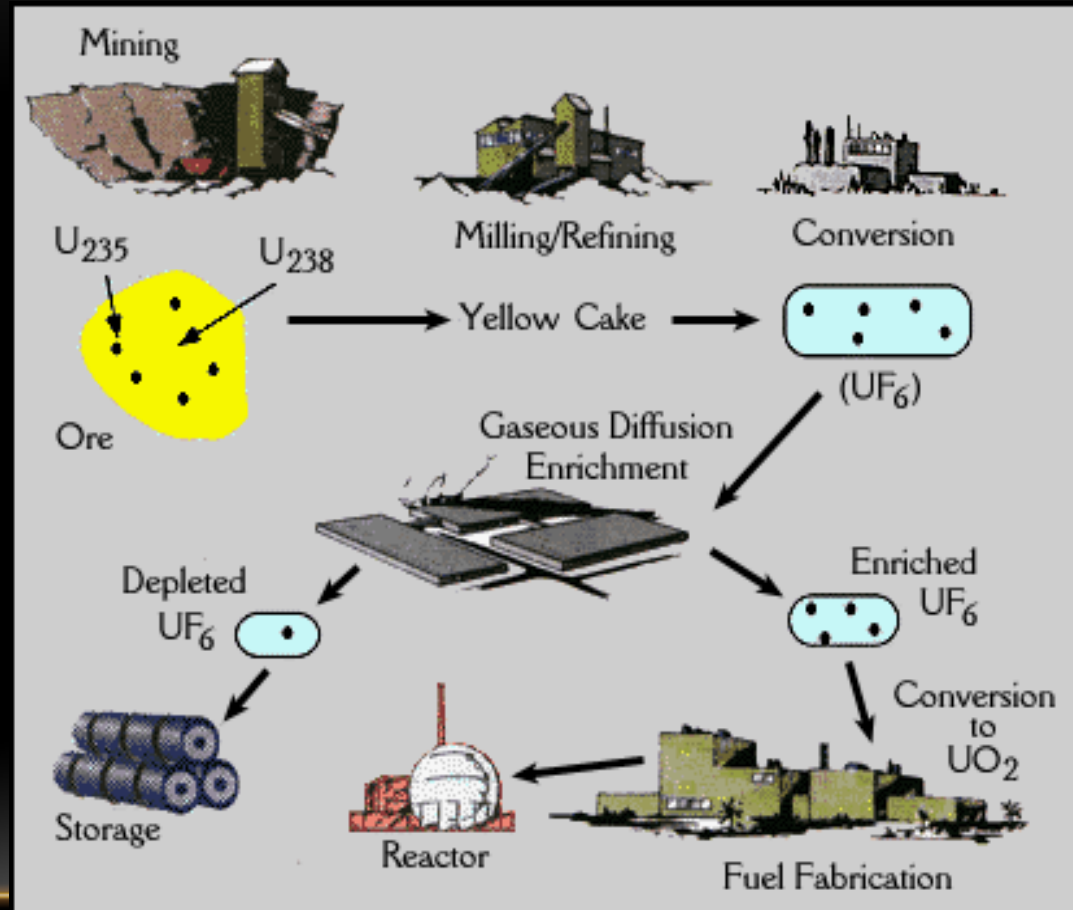 Mining
Milling/Refining
Conversion
U235
U238
Yellow Cake
(UF6)
Ore
Gaseous Diffusion
Enrichment
Depleted
UF6
Enriched
UF6
Conversion
to
UO2
Storage
Reactor
Fuel Fabrication